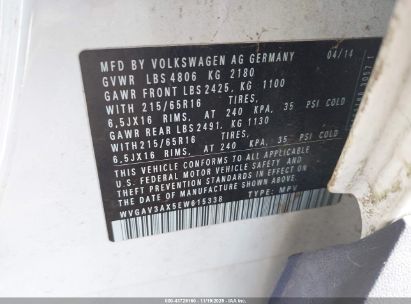 MFD. BY VOLKSWAGEN AG GERMANY 04/14
GVWR LBS 4806 KG 2180
GAWR FRONT LBS 2425, KG 1100
WITH 215/65R16 TIRES,
6,5JX16 RIMS, AT 240 KPA, 35 PSI COLD
GAWR REAR LBS 2491, KG 1130
WITH 215/65R16 TIRES,
6,5JX16 RIMS, AT 240 KPA, 35 PSI COLD
THIS VEHICLE CONFORMS TO ALL APPLICABLE
U.S. FEDERAL MOTOR VEHICLE SAFETY AND
THEFT PREVENTION STANDARDS IN EFFECT ON
THE DATE OF MANUFACTURE SHOWN ABOVE.
WVGAV3AX5EW615338 TYPE: MPV